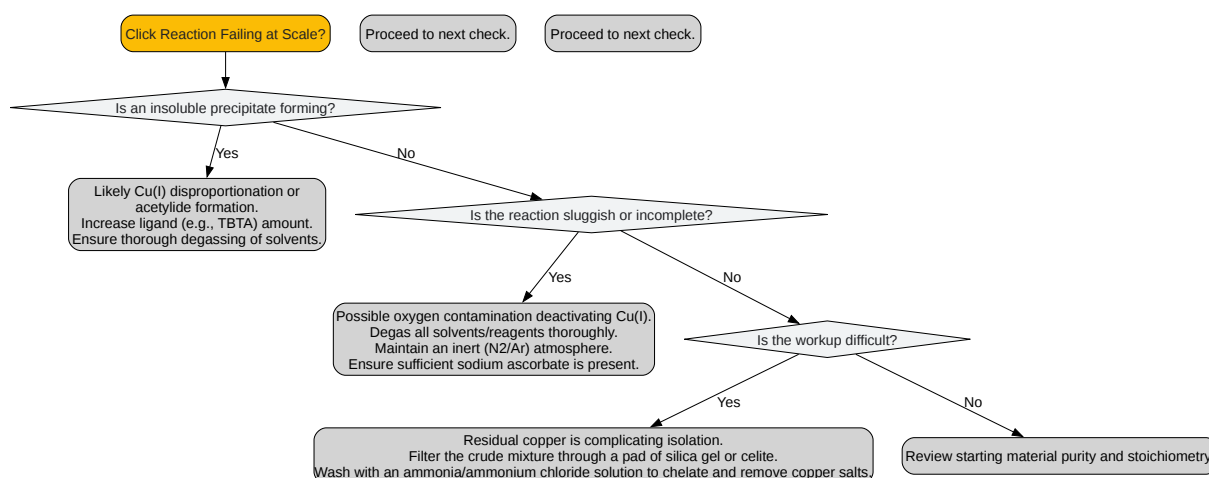 Click Reaction Failing at Scale?
Proceed to next check.
Proceed to next check.
Is an insoluble precipitate forming?
Yes
No
Likely Cu(I) disproportionation or
acetylide formation.
Increase ligand (e.g., TBTA) amount.
Ensure thorough degassing of solvents.
Is the reaction sluggish or incomplete?
Yes
No
Possible oxygen contamination deactivating Cu(I).
Degas all solvents/reagents thoroughly.
Maintain an inert (N2/Ar) atmosphere.
Ensure sufficient sodium ascorbate is present.
Is the workup difficult?
Yes
No
Residual copper is complicating isolation.
Filter the crude mixture through a pad of silica gel or celite.
Wash with an ammonia/ammonium chloride solution to chelate and remove copper salts.
Review starting material purity and stoichiometry